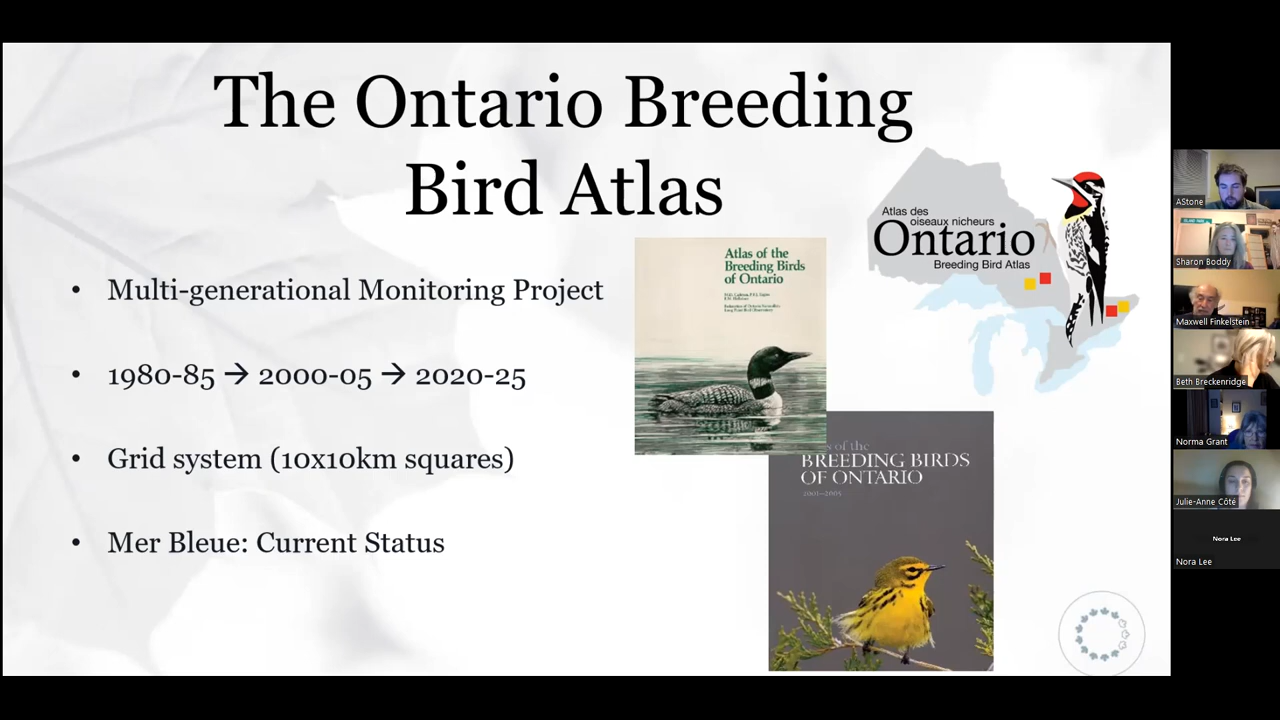 The Ontario Breeding
Bird Atlas
• Multi-generational Monitoring Project
• 1980-85 → 2000-05 → 2020-25
• Grid system (10x10km squares)
• Mer Bleue: Current Status
Atlas of the
Breeding Birds
of Ontario
Atlas des
oiseaux nicheurs
Ontario
Breeding Bird Atlas
of the
BREEDING BIRDS
OF ONTARIO
2001–2005
AStone
Sharon Boddy
Maxwell Finkelstein
Beth Breckenridge
Norma Grant
Julie-Anne Côté
Nora Lee
Nora Lee